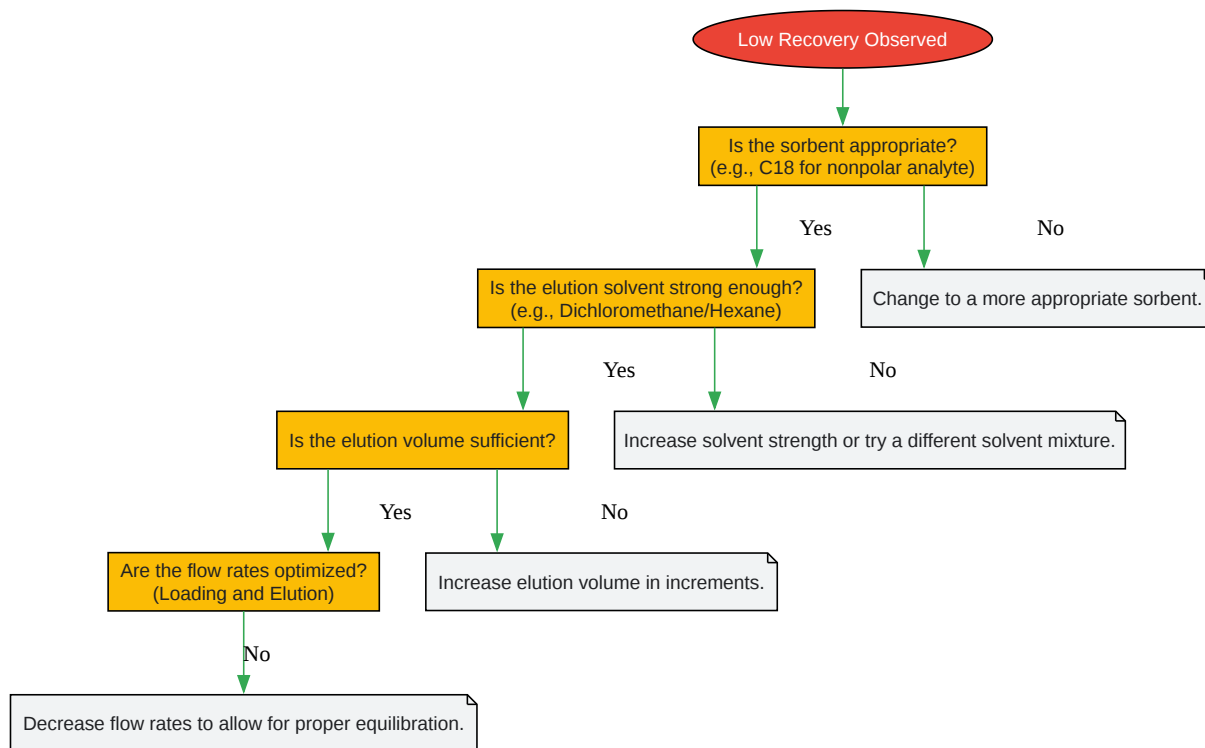 Low Recovery Observed
Is the sorbent appropriate?
(e.g., C18 for nonpolar analyte)
Yes
No
Is the elution solvent strong enough?
(e.g., Dichloromethane/Hexane)
Change to a more appropriate sorbent.
Yes
No
Is the elution volume sufficient?
Increase solvent strength or try a different solvent mixture.
Yes
No
Are the flow rates optimized?
(Loading and Elution)
Increase elution volume in increments.
No
Decrease flow rates to allow for proper equilibration.